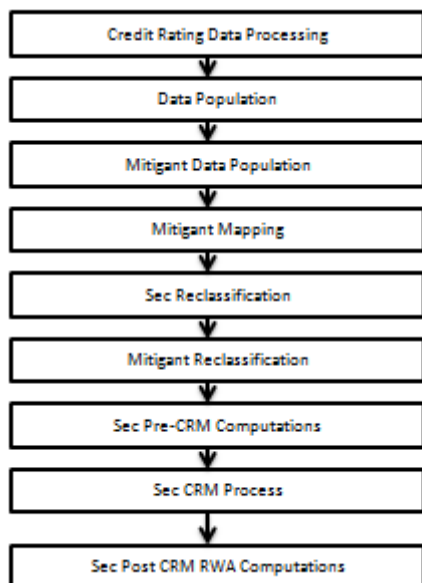 Credit Rating Data Processing
Data Population
Mitigant Data Population
Mitigant Mapping
Sec Reclassification
Mitigant Reclassification
Sec Pre-CRM Computations
Sec CRM Process
Sec Post CRM RWA Computations